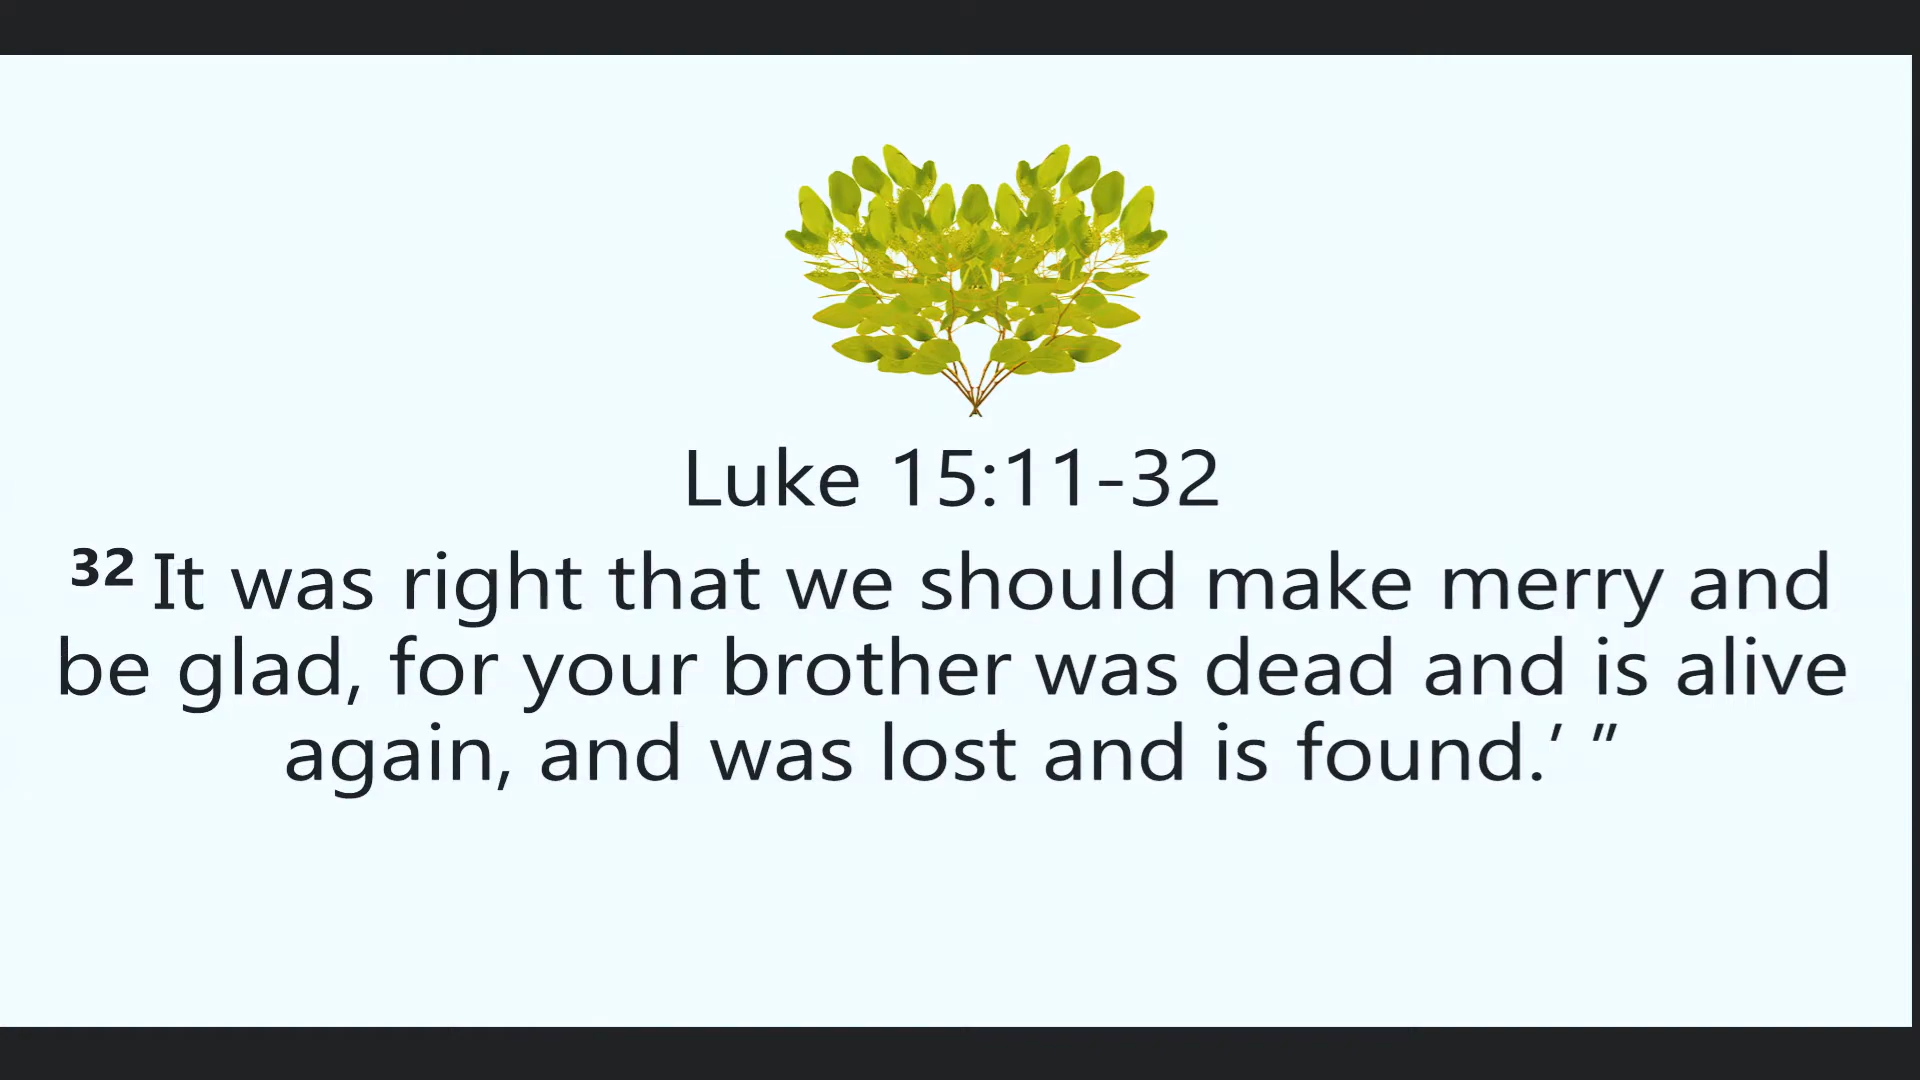 Luke 15:11-32
32 It was right that we should make merry and
be glad, for your brother was dead and is alive
again, and was lost and is found.’ ”